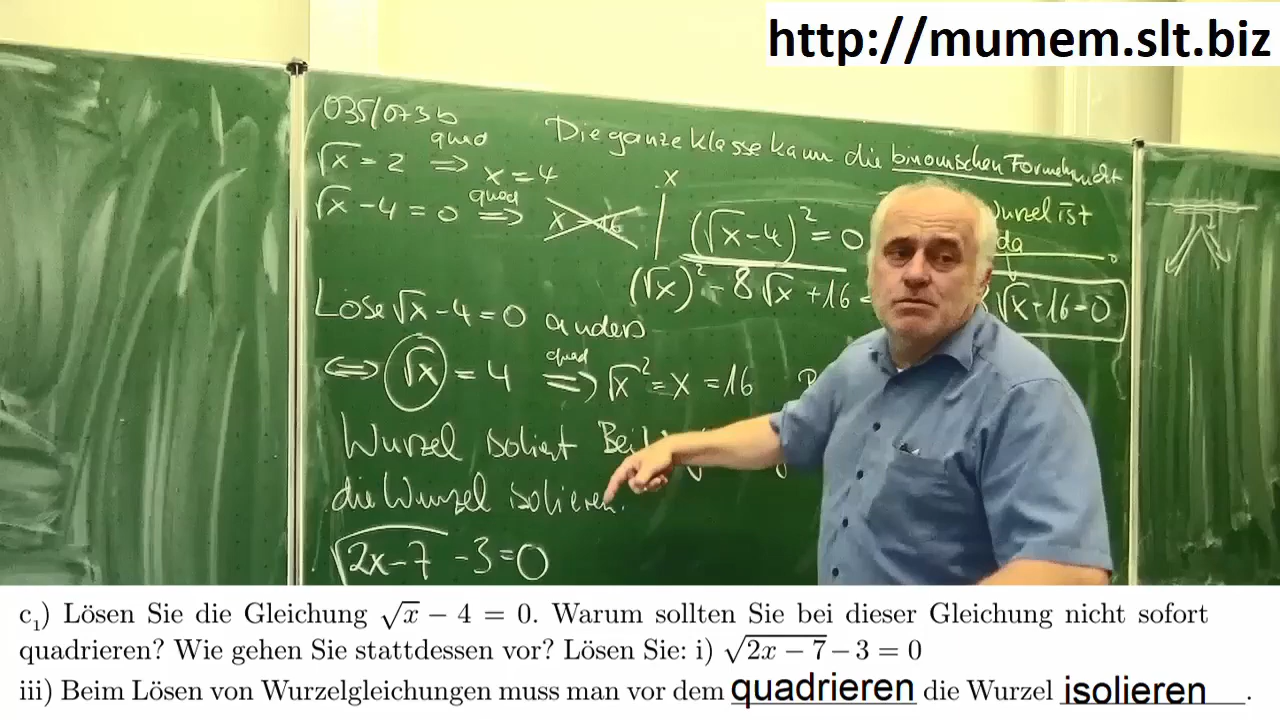 http://mumem.slt.biz
035/073b
Die ganze Klasse kann die binomischen Formeln nicht
quad
√x = 2 ⇒ x = 4
quad
√x - 4 = 0 ⇒ x = 16
x
(√x - 4)² = 0
Wurzel ist
da
(√x)² - 8√x + 16
√x + 16 = 0
Löse √x - 4 = 0 anders
quad
⇔ √x = 4 ⇒ √x² = x = 16
Wurzel isoliert Bei
die Wurzel isolieren.
√2x-7 - 3 = 0
c₁) Lösen Sie die Gleichung √x − 4 = 0. Warum sollten Sie bei dieser Gleichung nicht sofort
quadrieren? Wie gehen Sie stattdessen vor? Lösen Sie: i) √2x − 7 − 3 = 0
iii) Beim Lösen von Wurzelgleichungen muss man vor dem quadrieren die Wurzel isolieren.